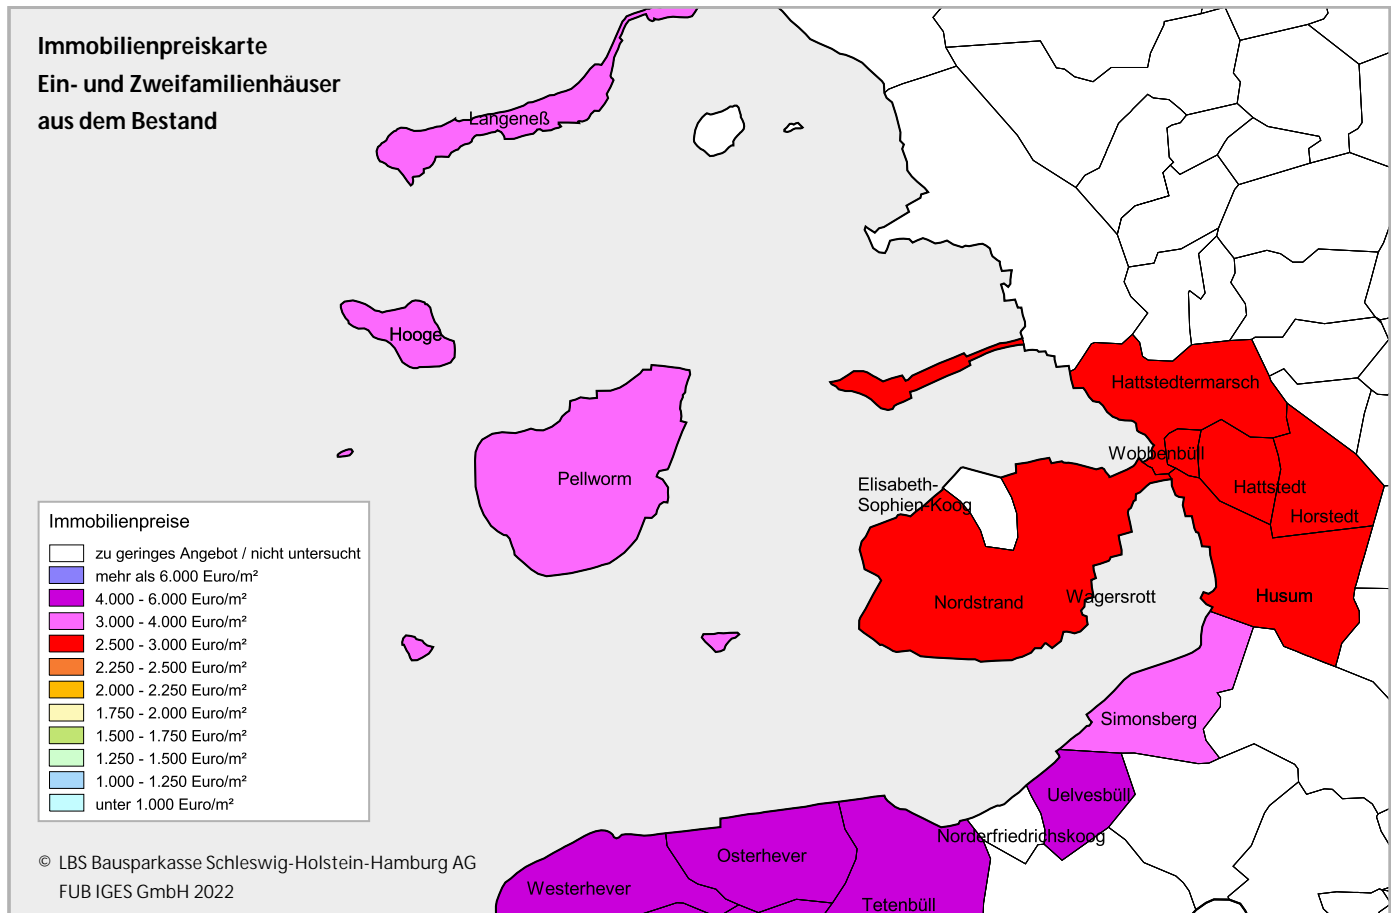 Immobilienpreiskarte
Ein- und Zweifamilienhäuser
aus dem Bestand
Langeneß
Hooge
Pellworm
Hattstedtermarsch
Wobbenbüll
Hattstedt
Horstedt
Elisabeth-
Sophien-Koog
Nordstrand
Wagersrott
Husum
Simonsberg
Uelvesbüll
Norderfriedrichskoog
Osterhever
Westerhever
Tetenbüll
Immobilienpreise
zu geringes Angebot / nicht untersucht
mehr als 6.000 Euro/m²
4.000 - 6.000 Euro/m²
3.000 - 4.000 Euro/m²
2.500 - 3.000 Euro/m²
2.250 - 2.500 Euro/m²
2.000 - 2.250 Euro/m²
1.750 - 2.000 Euro/m²
1.500 - 1.750 Euro/m²
1.250 - 1.500 Euro/m²
1.000 - 1.250 Euro/m²
unter 1.000 Euro/m²
© LBS Bausparkasse Schleswig-Holstein-Hamburg AG
FUB IGES GmbH 2022